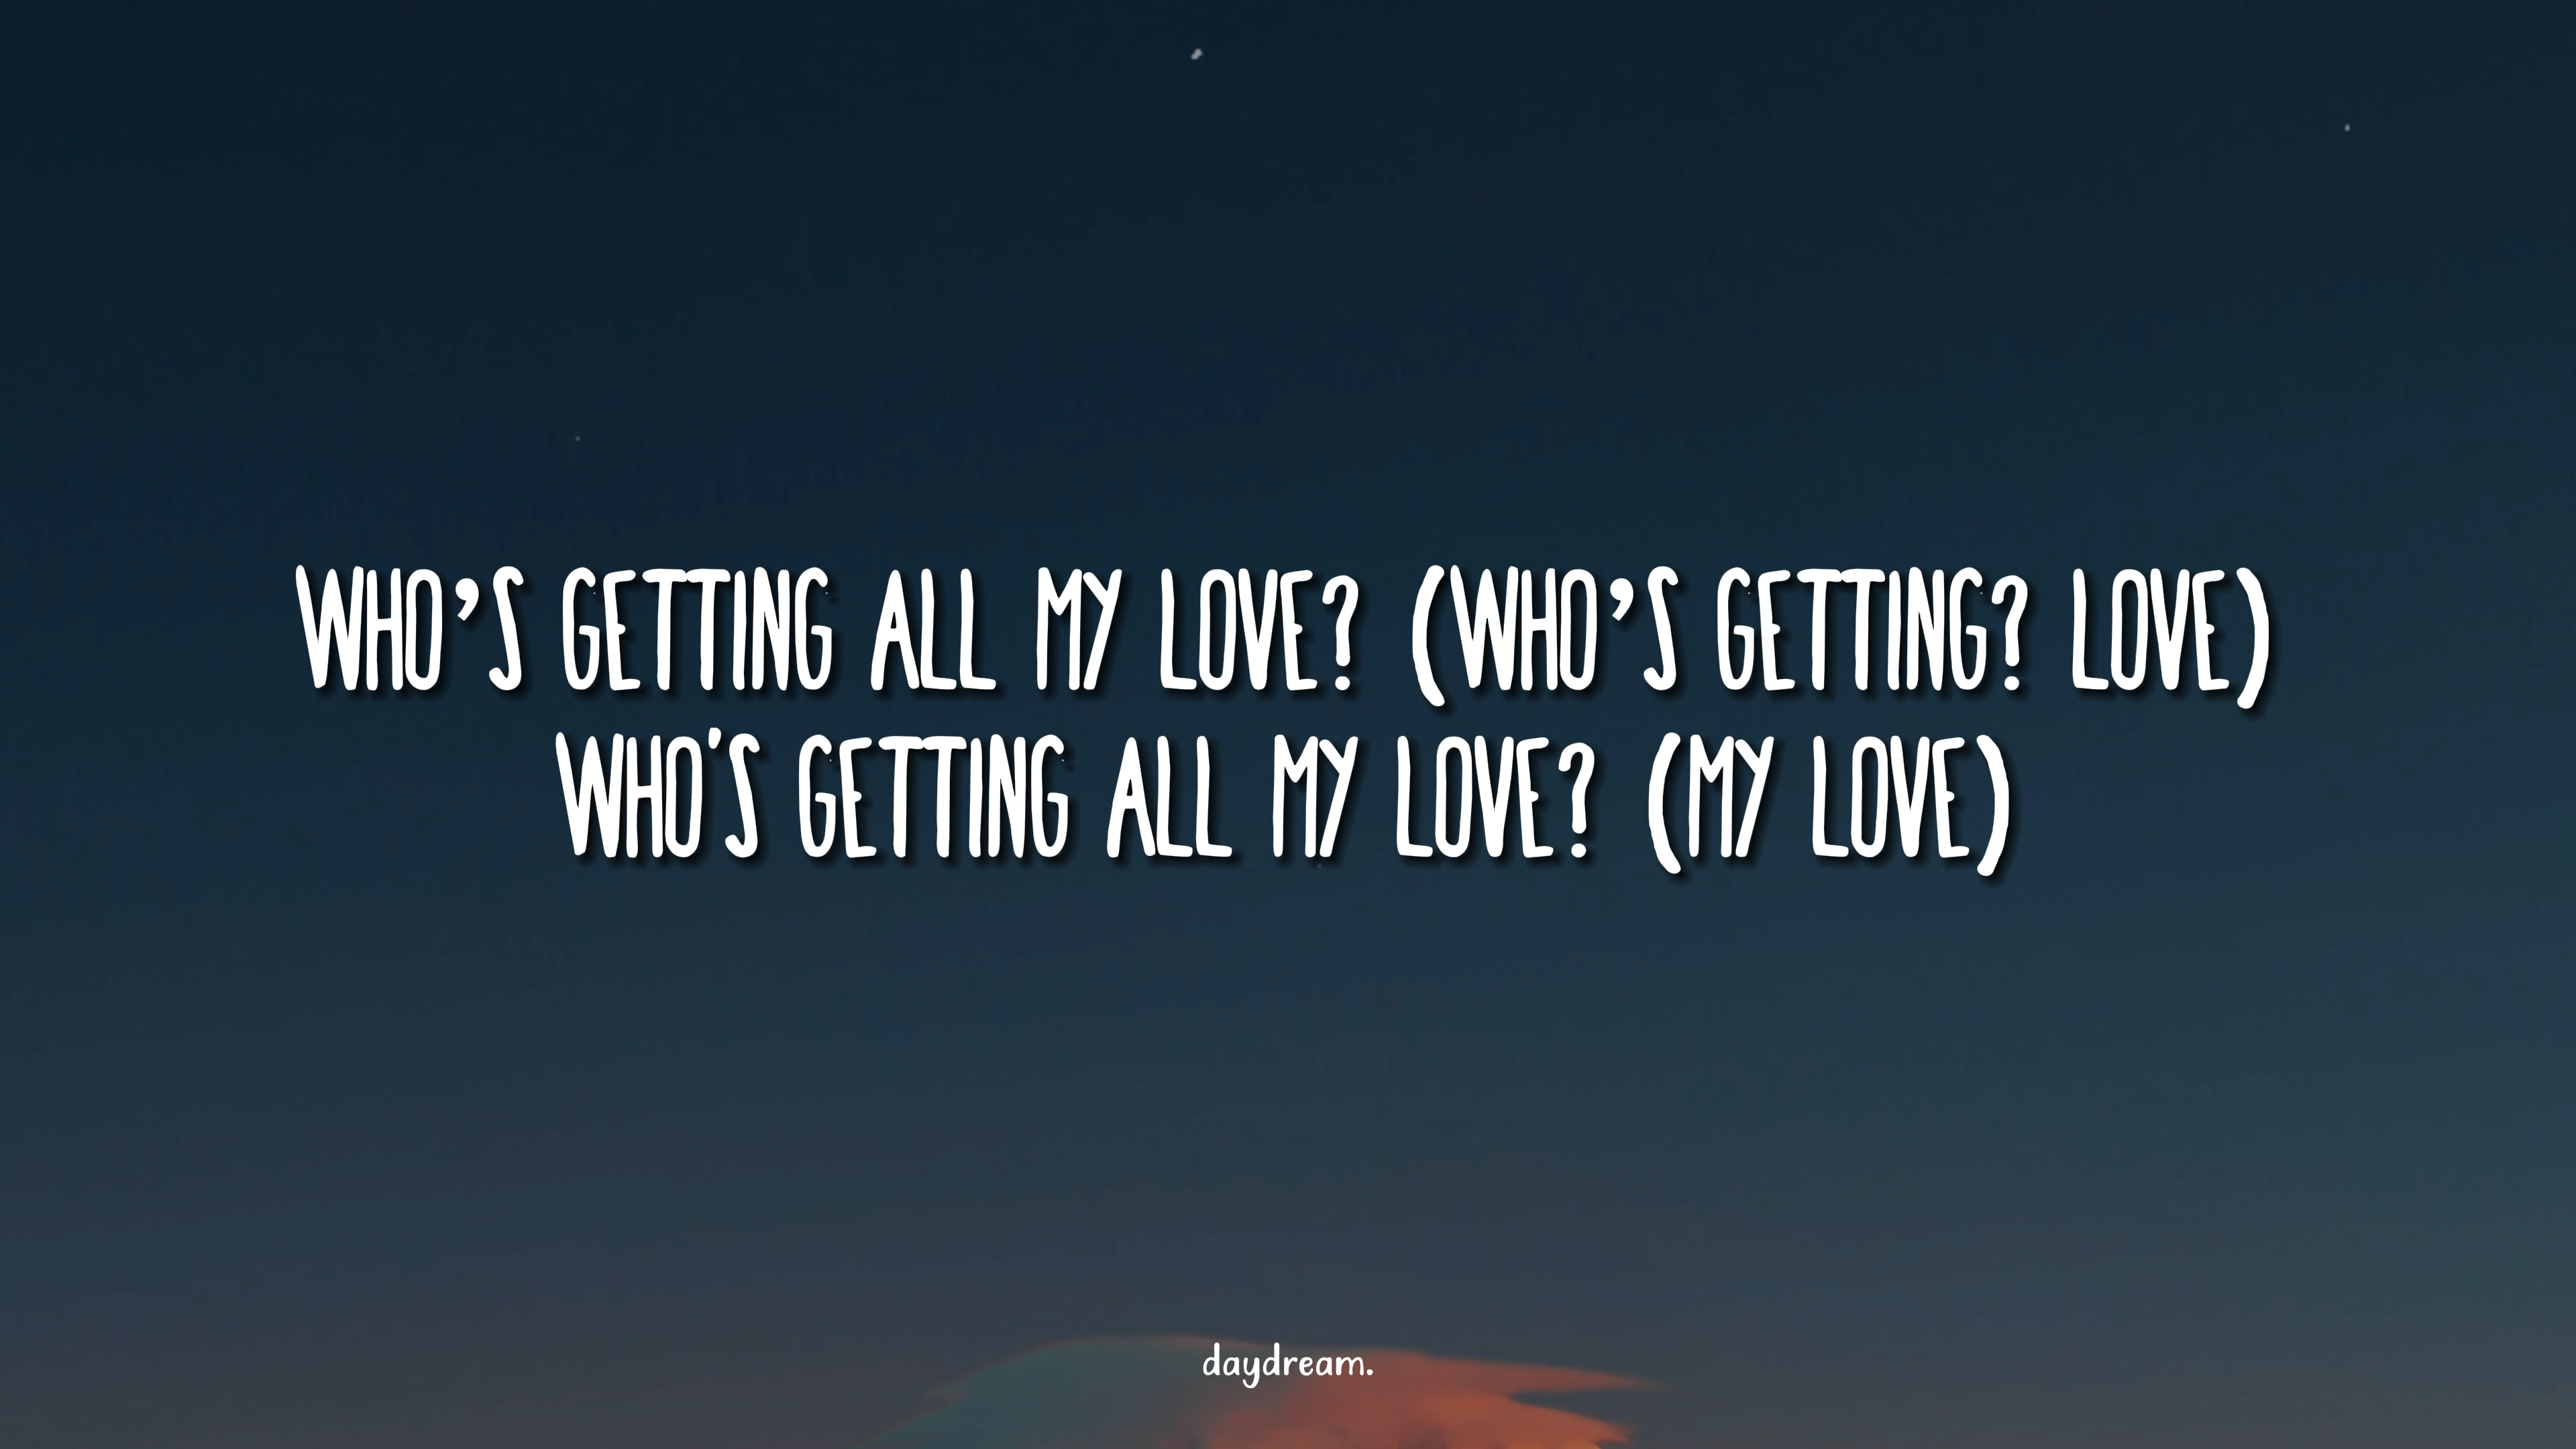 WHO’S GETTING ALL MY LOVE? (WHO’S GETTING? LOVE)
WHO'S GETTING ALL MY LOVE? (MY LOVE)
daydream.